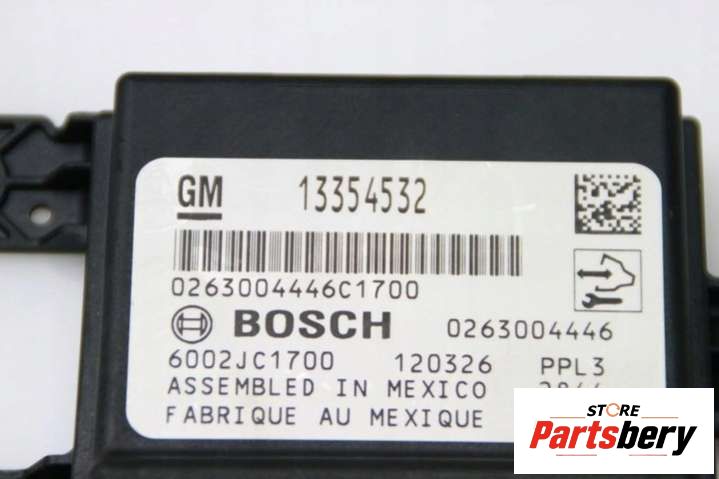 GM 13354532
0263004446C1700
BOSCH 0263004446
6002JC1700 120326 PPL3
ASSEMBLED IN MEXICO
FABRIQUE AU MEXIQUE
STORE
Partsbery